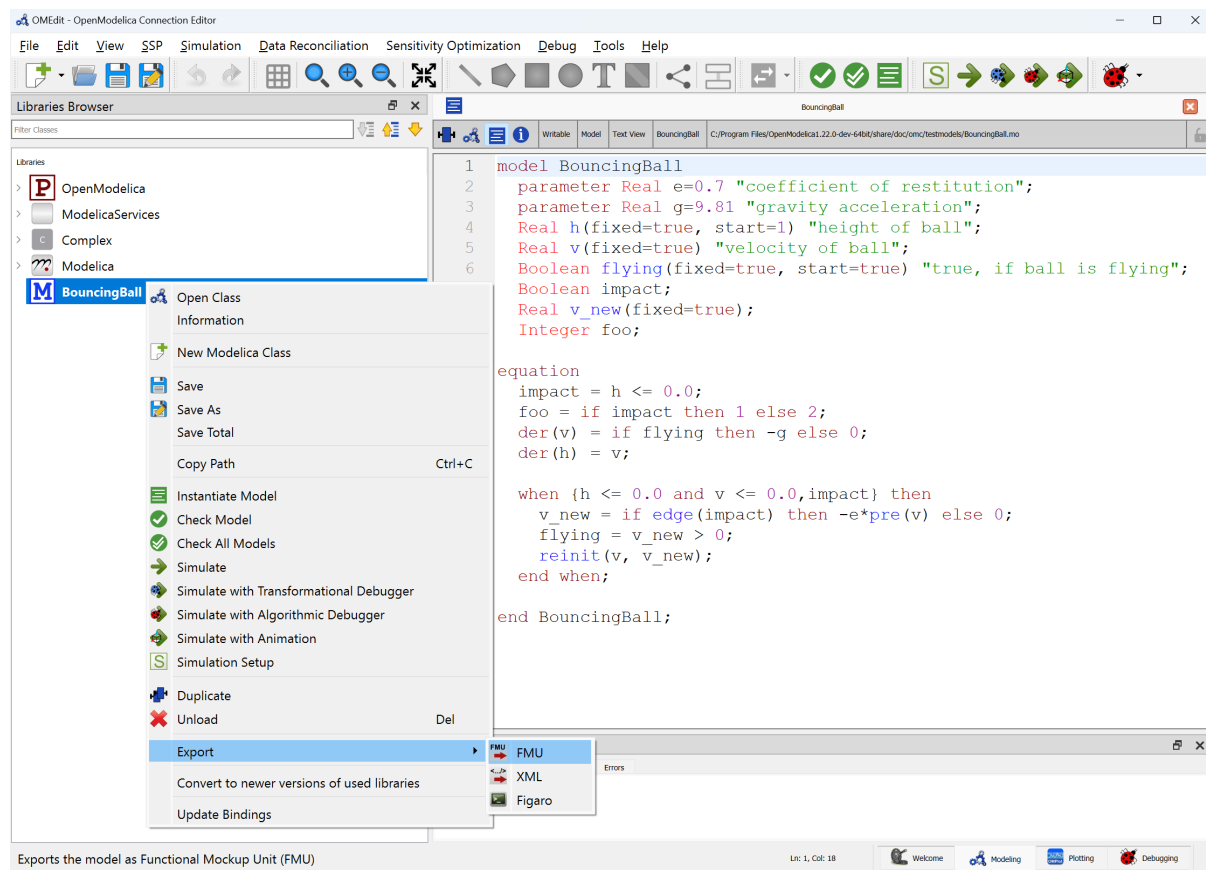 OMEdit - OpenModelica Connection Editor
File Edit View SSP Simulation Data Reconciliation Sensitivity Optimization Debug Tools Help
T S
Libraries Browser
BouncingBall
Filter Classes
Writable Model Text View BouncingBall C:/Program Files/OpenModelica1.22.0-dev-64bit/share/doc/omc/testmodels/BouncingBall.mo
Libraries
P OpenModelica
ModelicaServices
C Complex
m Modelica
M BouncingBall
Open Class
Information
New Modelica Class
Save
Save As
Save Total
Copy Path Ctrl+C
Instantiate Model
Check Model
Check All Models
Simulate
Simulate with Transformational Debugger
Simulate with Algorithmic Debugger
Simulate with Animation
S Simulation Setup
Duplicate
Unload Del
Export
Convert to newer versions of used libraries
Update Bindings
FMU FMU
XML
Figaro
1 model BouncingBall
2 parameter Real e=0.7 "coefficient of restitution";
3 parameter Real g=9.81 "gravity acceleration";
4 Real h(fixed=true, start=1) "height of ball";
5 Real v(fixed=true) "velocity of ball";
6 Boolean flying(fixed=true, start=true) "true, if ball is flying";
Boolean impact;
Real v_new(fixed=true);
Integer foo;
equation
impact = h <= 0.0;
foo = if impact then 1 else 2;
der(v) = if flying then -g else 0;
der(h) = v;
when {h <= 0.0 and v <= 0.0,impact} then
v_new = if edge(impact) then -e*pre(v) else 0;
flying = v_new > 0;
reinit(v, v_new);
end when;
end BouncingBall;
Errors
Exports the model as Functional Mockup Unit (FMU)
Ln: 1, Col: 18
Welcome Modeling Plotting Debugging